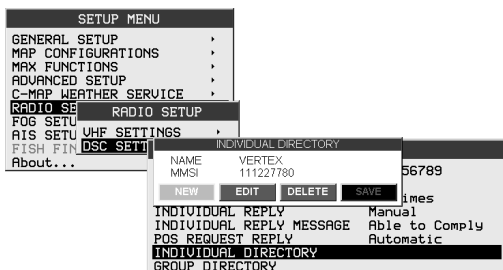 SETUP MENU
GENERAL SETUP
MAP CONFIGURATIONS
MAX FUNCTIONS
ADVANCED SETUP
C-MAP WEATHER SERVICE
RADIO SE
FOG SETU
AIS SETU
FISH FIN
About...
RADIO SETUP
VHF SETTINGS
DSC SETT
INDIVIDUAL DIRECTORY
NAME VERTEX
MMSI 111227780
NEW EDIT DELETE SAVE
56789
imes
INDIVIDUAL REPLY Manual
INDIVIDUAL REPLY MESSAGE Able to Comply
POS REQUEST REPLY Automatic
INDIVIDUAL DIRECTORY
GROUP DIRECTORY